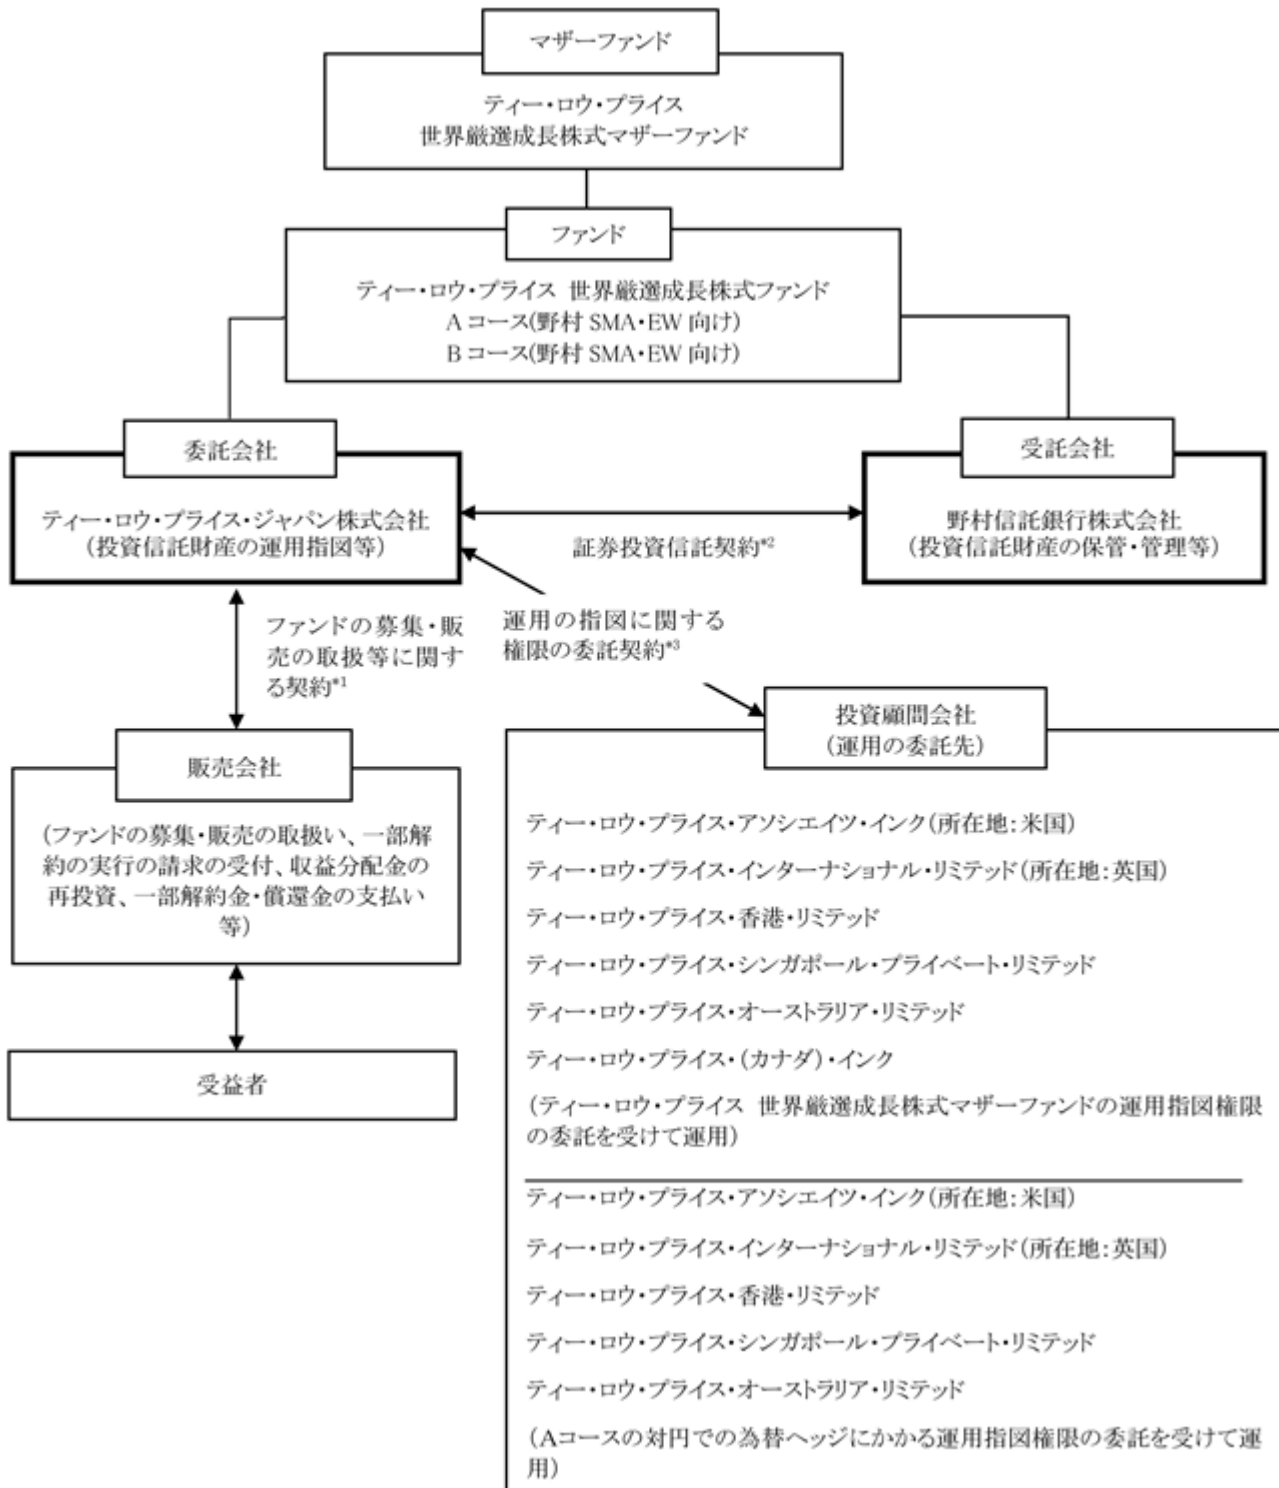 マザーファンド
ティー・ロウ・プライス
世界厳選成長株式マザーファンド
ファンド
ティー・ロウ・プライス 世界厳選成長株式ファンド
Aコース(野村 SMA・EW 向け)
Bコース(野村 SMA・EW 向け)
委託会社
ティー・ロウ・プライス・ジャパン株式会社
(投資信託財産の運用指図等)
受託会社
野村信託銀行株式会社
(投資信託財産の保管・管理等)
証券投資信託契約*2
ファンドの募集・販
売の取扱等に関す
る契約*1
運用の指図に関する
権限の委託契約*3
販売会社
(ファンドの募集・販売の取扱い、一部解
約の実行の請求の受付、収益分配金の
再投資、一部解約金・償還金の支払い
等)
受益者
投資顧問会社
(運用の委託先)
ティー・ロウ・プライス・アソシエイツ・インク(所在地:米国)
ティー・ロウ・プライス・インターナショナル・リミテッド(所在地:英国)
ティー・ロウ・プライス・香港・リミテッド
ティー・ロウ・プライス・シンガポール・プライベート・リミテッド
ティー・ロウ・プライス・オーストラリア・リミテッド
ティー・ロウ・プライス・(カナダ)・インク
(ティー・ロウ・プライス 世界厳選成長株式マザーファンドの運用指図権限
の委託を受けて運用)
ティー・ロウ・プライス・アソシエイツ・インク(所在地:米国)
ティー・ロウ・プライス・インターナショナル・リミテッド(所在地:英国)
ティー・ロウ・プライス・香港・リミテッド
ティー・ロウ・プライス・シンガポール・プライベート・リミテッド
ティー・ロウ・プライス・オーストラリア・リミテッド
(Aコースの対円での為替ヘッジにかかる運用指図権限の委託を受けて運
用)